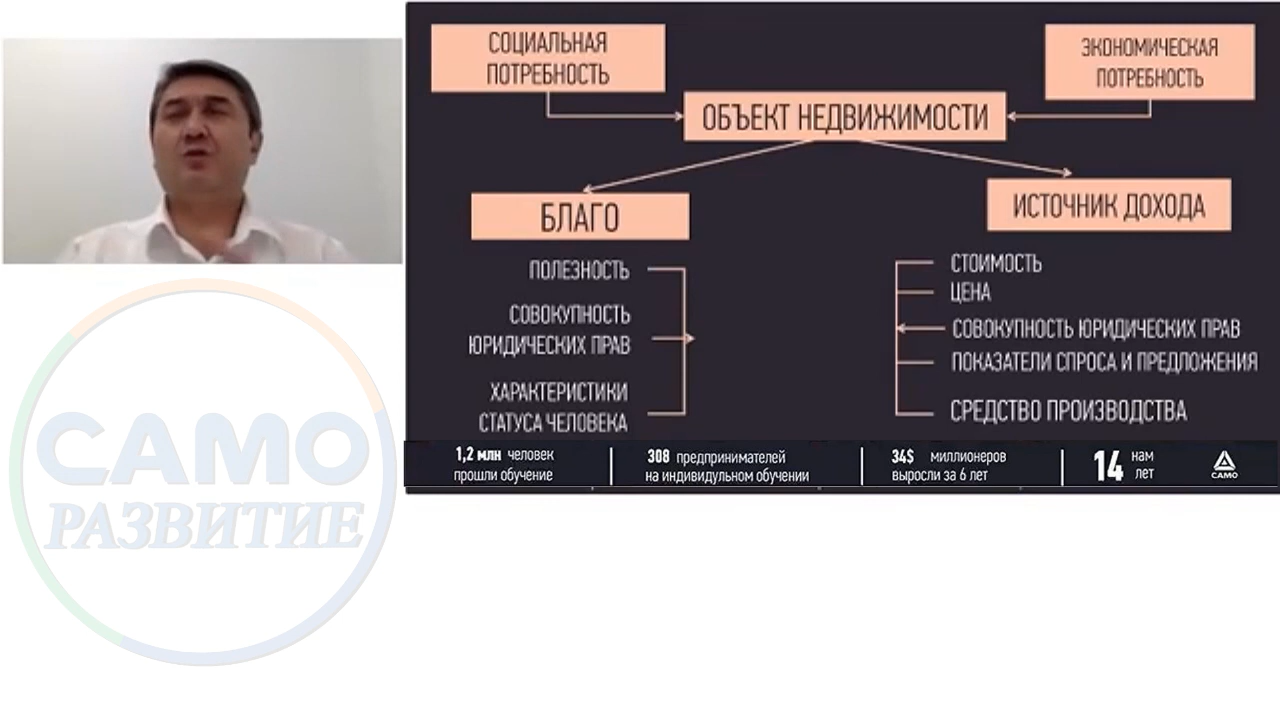 СОЦИАЛЬНАЯ
ПОТРЕБНОСТЬ
ЭКОНОМИЧЕСКАЯ
ПОТРЕБНОСТЬ
ОБЪЕКТ НЕДВИЖИМОСТИ
БЛАГО
ИСТОЧНИК ДОХОДА
ПОЛЕЗНОСТЬ
СОВОКУПНОСТЬ
ЮРИДИЧЕСКИХ ПРАВ
ХАРАКТЕРИСТИКИ
СТАТУСА ЧЕЛОВЕКА
СТОИМОСТЬ
ЦЕНА
СОВОКУПНОСТЬ ЮРИДИЧЕСКИХ ПРАВ
ПОКАЗАТЕЛИ СПРОСА И ПРЕДЛОЖЕНИЯ
СРЕДСТВО ПРОИЗВОДСТВА
1,2 млн человек
прошли обучение
308 предпринимателей
на индивидульном обучении
34$ миллионеров
выросли за 6 лет
14 нам
лет
САМО
САМО
РАЗВИТИЕ